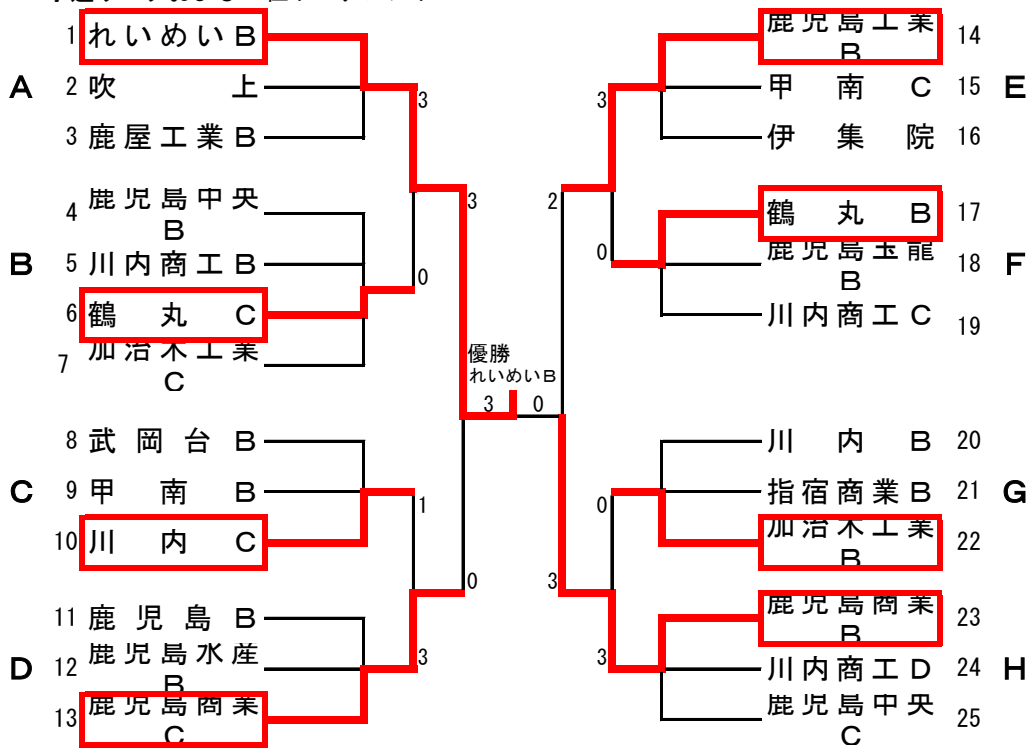 1 れいめいB
A 2 吹上
3 鹿屋工業B
4 鹿児島中央
B
B 5 川内商工B
6 鶴丸C
7 加治木工業
C
8 武岡台B
C 9 甲南B
10 川内C
11 鹿児島B
D 12 鹿児島水産
B
13 鹿児島商業
C
3
0
3
1
3
0
優勝
れいめいB
3 0
2
3
3
0
0
3
鹿児島工業
B 14
甲南C 15 E
伊集院 16
鶴丸B 17
鹿児島玉龍
B 18 F
川内商工C 19
川内B 20
指宿商業B 21 G
加治木工業
B 22
鹿児島商業
B 23
川内商工D 24 H
鹿児島中央
C 25